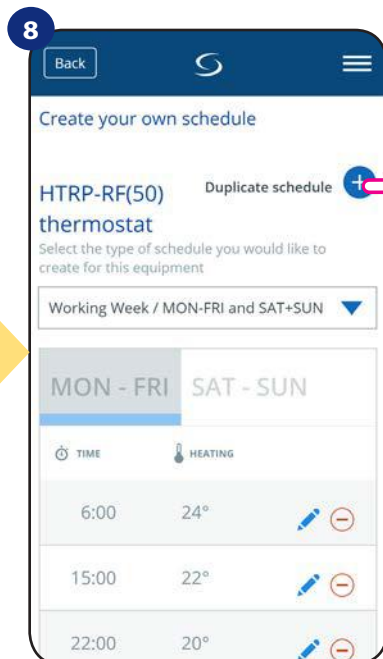 8
Back
Create your own schedule
HTRP-RF(50)
thermostat
Duplicate schedule
Select the type of schedule you would like to
create for this equipment
Working Week / MON-FRI and SAT+SUN
MON - FRI SAT - SUN
TIME HEATING
6:00 24°
15:00 22°
22:00 20°